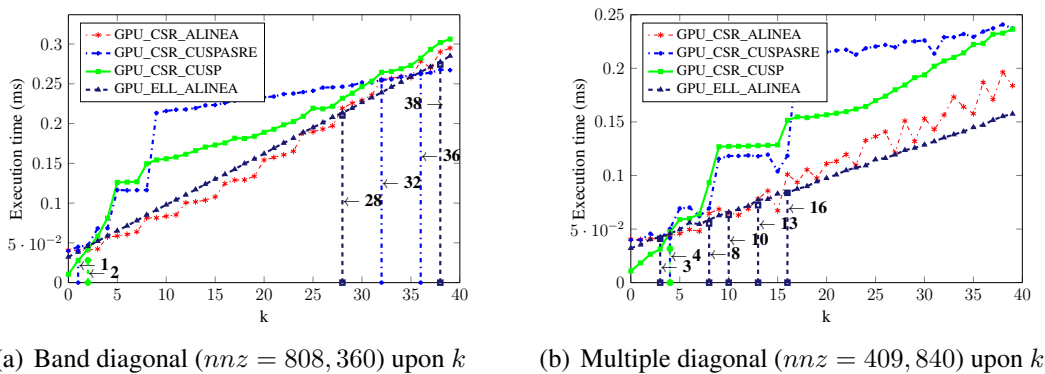 GPU_CSR_ALINEA
GPU_CSR_CUSPASRE
GPU_CSR_CUSP
GPU_ELL_ALINEA
0.3
0.25
0.2
0.15
0.1
5 · 10⁻²
0
Execution time (ms)
0 5 10 15 20 25 30 35 40
k
←1
←2
←28
←32
←36
38→
(a) Band diagonal (nnz = 808, 360) upon k
GPU_CSR_ALINEA
GPU_CSR_CUSPASRE
GPU_CSR_CUSP
GPU_ELL_ALINEA
0.25
0.2
0.15
0.1
5 · 10⁻²
0
Execution time (ms)
0 5 10 15 20 25 30 35 40
k
←3
←4
←8
←10
←13
←16
(b) Multiple diagonal (nnz = 409, 840) upon k